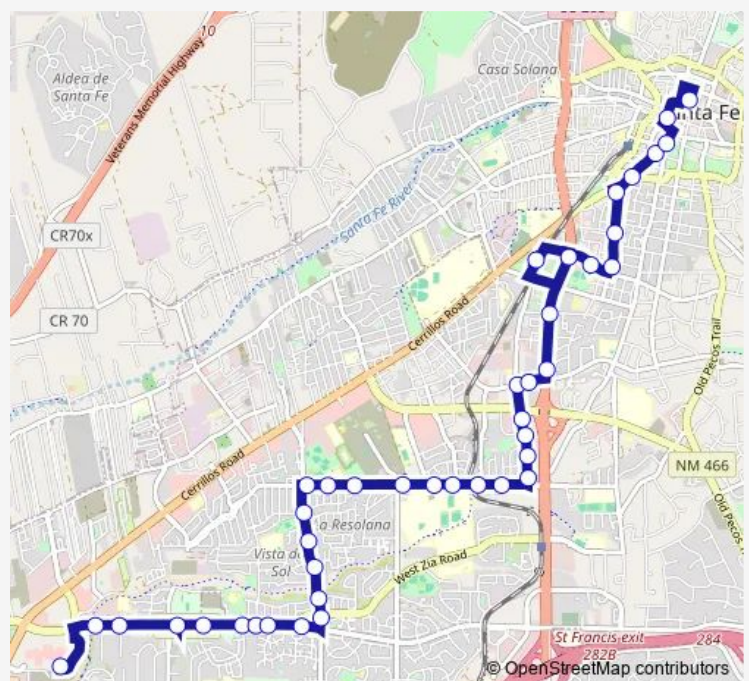 10
Aldea de
Santa Fe
Veterans Memorial Highway
Casa Solana
Santa Fe
CR70x
Santa Fe River
CR 70
Cerrillos Road
Old Pecos Trail
Cerrillos Road
NM 466
La Resolana
Vista del
Sol
Old Pecos
West Zia Road
St Francis exit
282B
284
© OpenStreetMap contributors